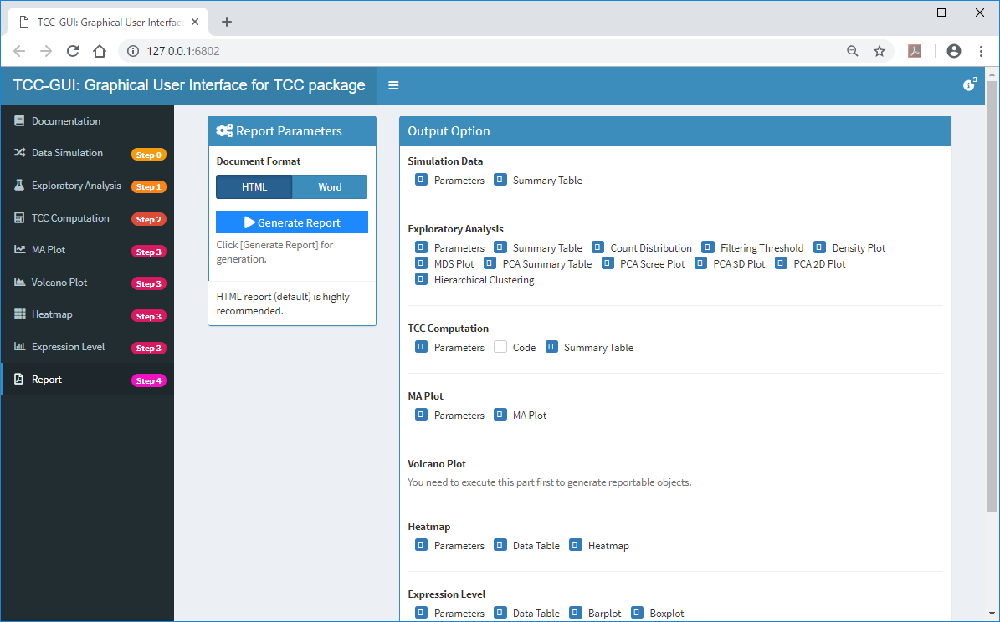 TCC-GUI: Graphical User Interface
127.0.0.1:6802
TCC-GUI: Graphical User Interface for TCC package
3
Documentation
Data Simulation Step 0
Exploratory Analysis Step 1
TCC Computation Step 2
MA Plot Step 3
Volcano Plot Step 3
Heatmap Step 3
Expression Level Step 3
Report Step 4
Report Parameters
Document Format
HTML Word
Generate Report
Click [Generate Report] for
generation.
HTML report (default) is highly
recommended.
Output Option
Simulation Data
Parameters Summary Table
Exploratory Analysis
Parameters Summary Table Count Distribution Filtering Threshold Density Plot
MDS Plot PCA Summary Table PCA Scree Plot PCA 3D Plot PCA 2D Plot
Hierarchical Clustering
TCC Computation
Parameters Code Summary Table
MA Plot
Parameters MA Plot
Volcano Plot
You need to execute this part first to generate reportable objects.
Heatmap
Parameters Data Table Heatmap
Expression Level
Parameters Data Table Barplot Boxplot